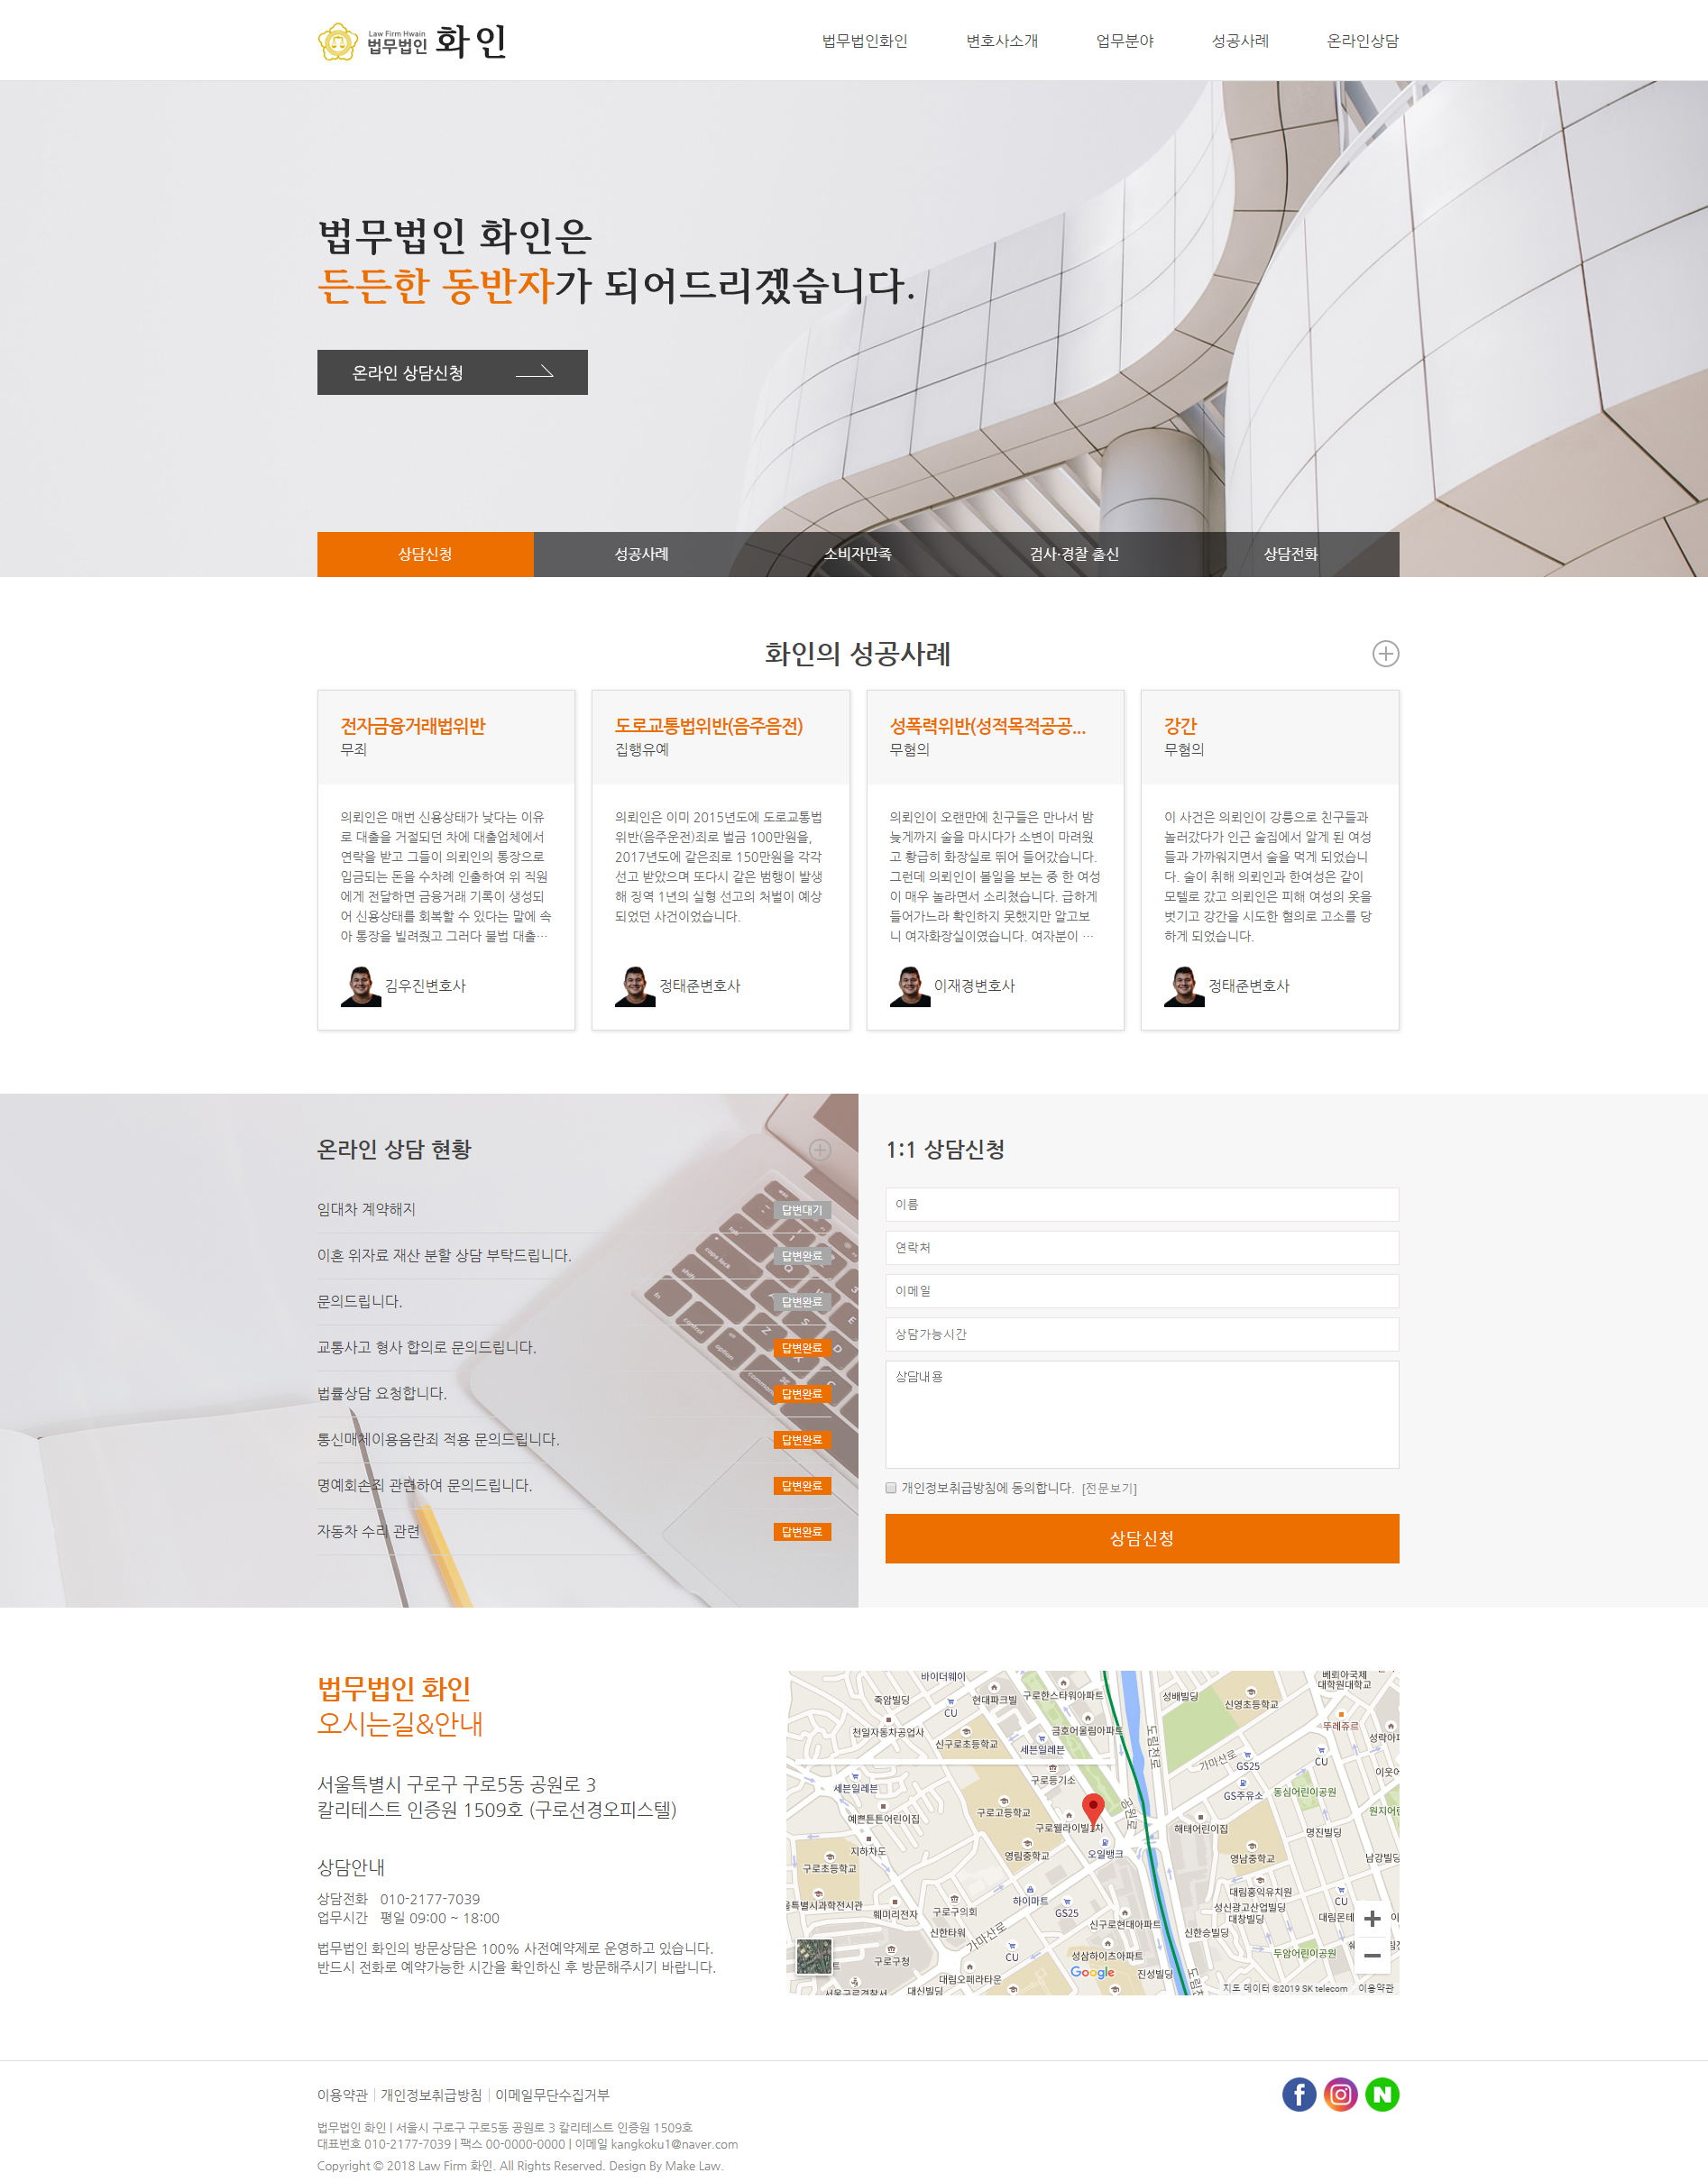 Law Firm Hwain
법무법인 화인
법무법인화인
변호사소개
업무분야
성공사례
온라인상담
법무법인 화인은
든든한 동반자가 되어드리겠습니다.
온라인 상담신청
상담신청
성공사례
소비자만족
검사·경찰 출신
상담전화
화인의 성공사례
전자금융거래법위반
무죄
의뢰인은 매번 신용상태가 낮다는 이유
로 대출을 거절되던 차에 대출업체에서
연락을 받고 그들이 의뢰인의 통장으로
입금되는 돈을 수차례 인출하여 위 직원
에게 전달하면 금융거래 기록이 생성되
어 신용상태를 회복할 수 있다는 말에 속
아 통장을 빌려줬고 그러다 불법 대출…
김우진변호사
도로교통법위반(음주음전)
집행유예
의뢰인은 이미 2015년도에 도로교통법
위반(음주운전)죄로 벌금 100만원을,
2017년도에 같은죄로 150만원을 각각
선고 받았으며 또다시 같은 범행이 발생
해 징역 1년의 실형 선고의 처벌이 예상
되었던 사건이었습니다.
정태준변호사
성폭력위반(성적목적공공...
무혐의
의뢰인이 오랜만에 친구들은 만나서 밤
늦게까지 술을 마시다가 소변이 마려웠
고 황급히 화장실로 뛰어 들어갔습니다.
그런데 의뢰인이 볼일을 보는 중 한 여성
이 매우 놀라면서 소리쳤습니다. 급하게
들어가느라 확인하지 못했지만 알고보
니 여자화장실이였습니다. 여자분이 …
이재경변호사
강간
무혐의
이 사건은 의뢰인이 강릉으로 친구들과
놀러갔다가 인근 술집에서 알게 된 여성
들과 가까워지면서 술을 먹게 되었습니
다. 술이 취해 의뢰인과 한여성은 같이
모텔로 갔고 의뢰인은 피해 여성의 옷을
벗기고 강간을 시도한 혐의로 고소를 당
하게 되었습니다.
정태준변호사
온라인 상담 현황
임대차 계약해지
답변대기
이혼 위자료 재산 분할 상담 부탁드립니다.
답변완료
문의드립니다.
답변완료
교통사고 형사 합의로 문의드립니다.
답변완료
법률상담 요청합니다.
답변완료
통신매체이용음란죄 적용 문의드립니다.
답변완료
명예회손죄 관련하여 문의드립니다.
답변완료
자동차 수리 관련
답변완료
1:1 상담신청
이름
연락처
이메일
상담가능시간
상담내용
개인정보취급방침에 동의합니다. [전문보기]
상담신청
법무법인 화인
오시는길&안내
서울특별시 구로구 구로5동 공원로 3
칼리테스트 인증원 1509호 (구로선경오피스텔)
상담안내
상담전화 010-2177-7039
업무시간 평일 09:00 ~ 18:00
법무법인 화인의 방문상담은 100% 사전예약제로 운영하고 있습니다.
반드시 전화로 예약가능한 시간을 확인하신 후 방문해주시기 바랍니다.
바이더웨이
죽암빌딩
현대파크빌
구로한스타워아파트
성배빌딩
신영초등학교
베뢰아국제
대학원대학교
CU
뚜레쥬르
천일자동차공업사
신구로초등학교
금호어울림아파트
세븐일레븐
도림천로
가마산로
GS25
CU
세븐일레븐
구로등기소
GS주유소
동심어린이공원
예쁜튼튼어린이집
구로고등학교
구로웰라이빌1차
공원로
해태어린이집
명진빌딩
지하차도
구로초등학교
영림중학교
오일뱅크
영남중학교
남강빌딩
하이마트
대림홍익유치원
CU
휘미리전자
구로구의회
GS25
신구로현대아파트
성신광고산업빌딩
대창빌딩
신한타워
가마산로
신한승빌딩
구로구청
CU
성삼하이츠아파트
두암어린이공원
대림오페라타운
Google
진성빌딩
대신빌딩
지도 데이터 ©2019 SK telecom
이용약관
이용약관 | 개인정보취급방침 | 이메일무단수집거부
법무법인 화인 | 서울시 구로구 구로5동 공원로 3 칼리테스트 인증원 1509호
대표번호 010-2177-7039 | 팩스 00-0000-0000 | 이메일 kangkoku1@naver.com
Copyright © 2018 Law Firm 화인. All Rights Reserved. Design By Make Law.